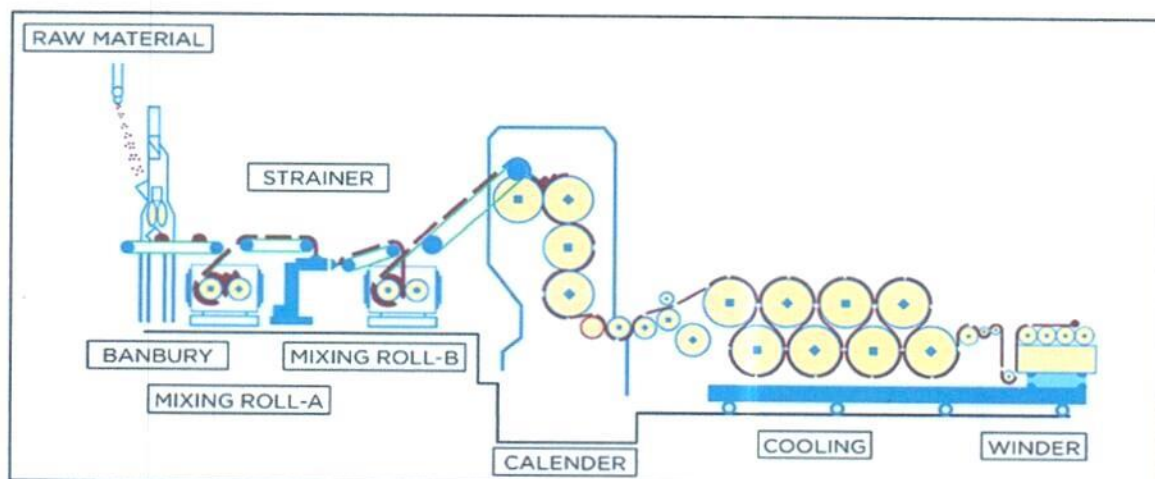 RAW MATERIAL
STRAINER
BANBURY
MIXING ROLL-B
MIXING ROLL-A
CALENDER
COOLING
WINDER